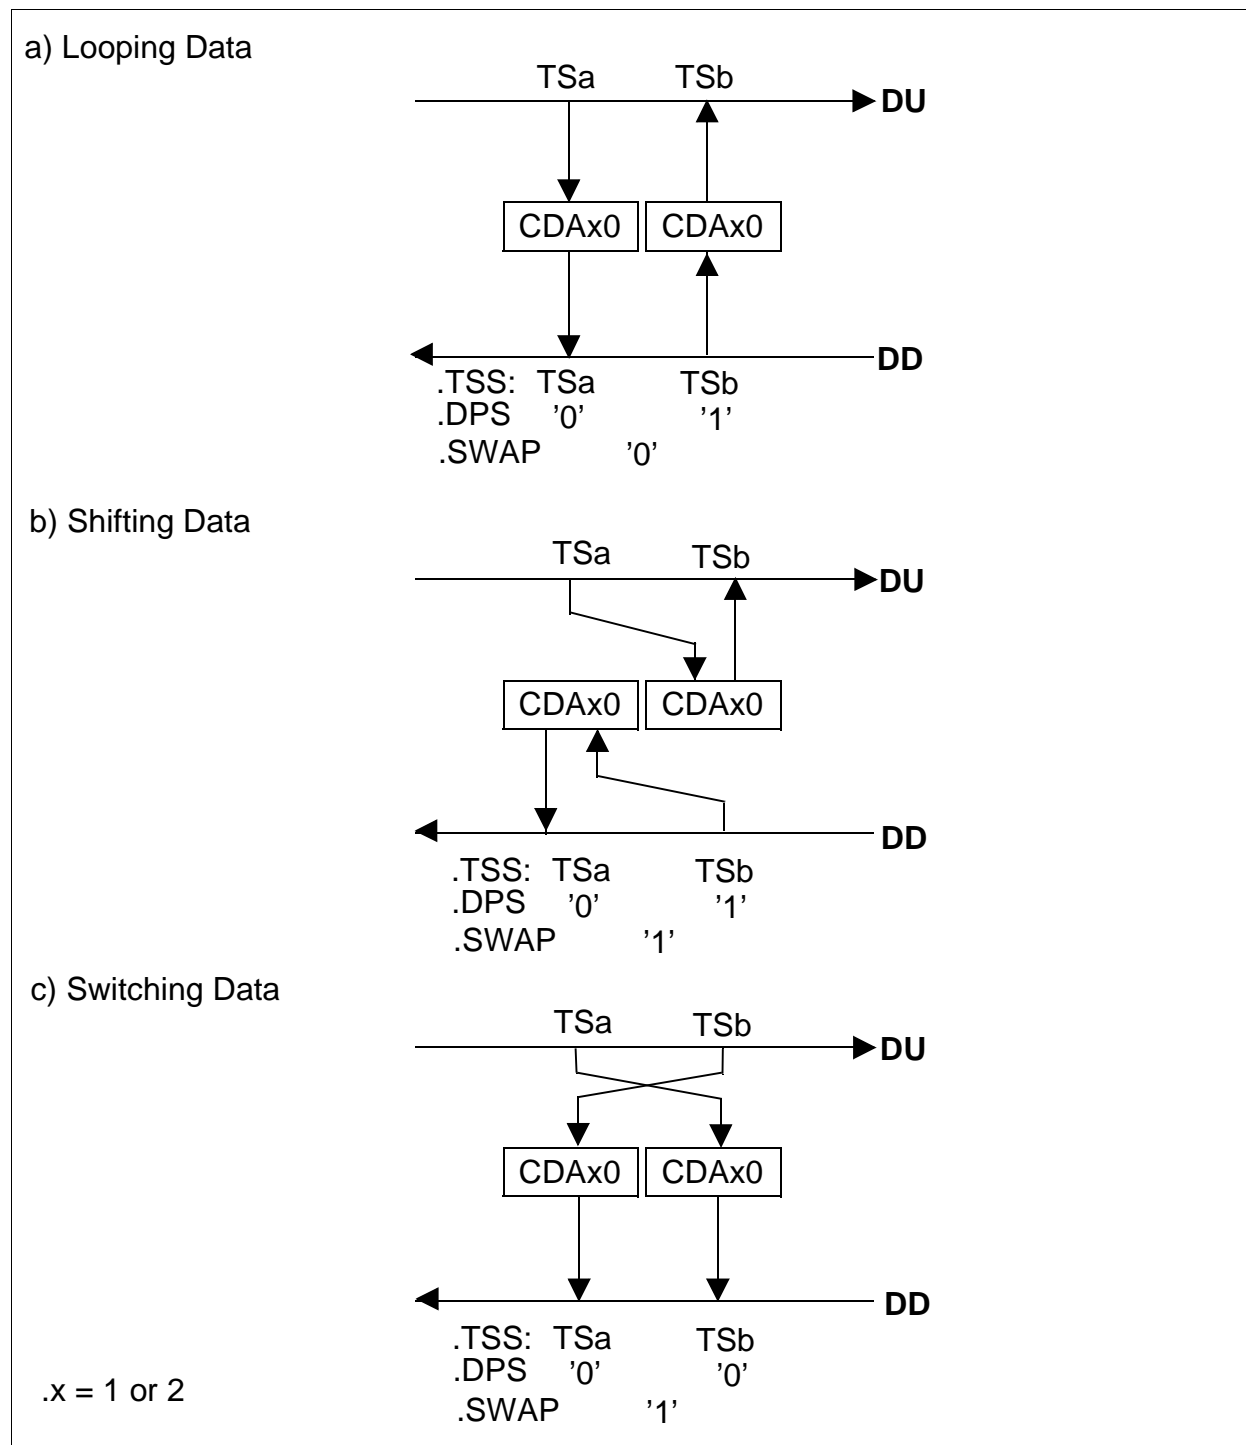 a) Looping Data
TSa TSb
DU
CDAx0 CDAx0
DD
.TSS: TSa TSb
.DPS ’0’ ’1’
.SWAP ’0’
b) Shifting Data
TSa TSb
DU
CDAx0 CDAx0
DD
.TSS: TSa TSb
.DPS ’0’ ’1’
.SWAP ’1’
c) Switching Data
TSa TSb
DU
CDAx0 CDAx0
DD
.TSS: TSa TSb
.DPS ’0’ ’0’
.x = 1 or 2
.SWAP ’1’